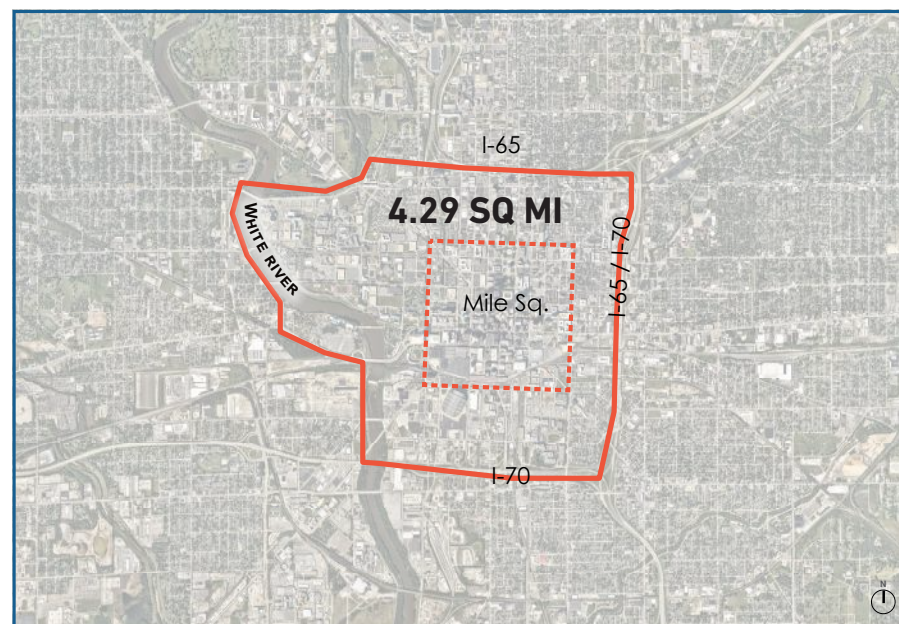 I-65
4.29 SQ MI
WHITE RIVER
I-65 / I-70
Mile Sq.
I-70
N